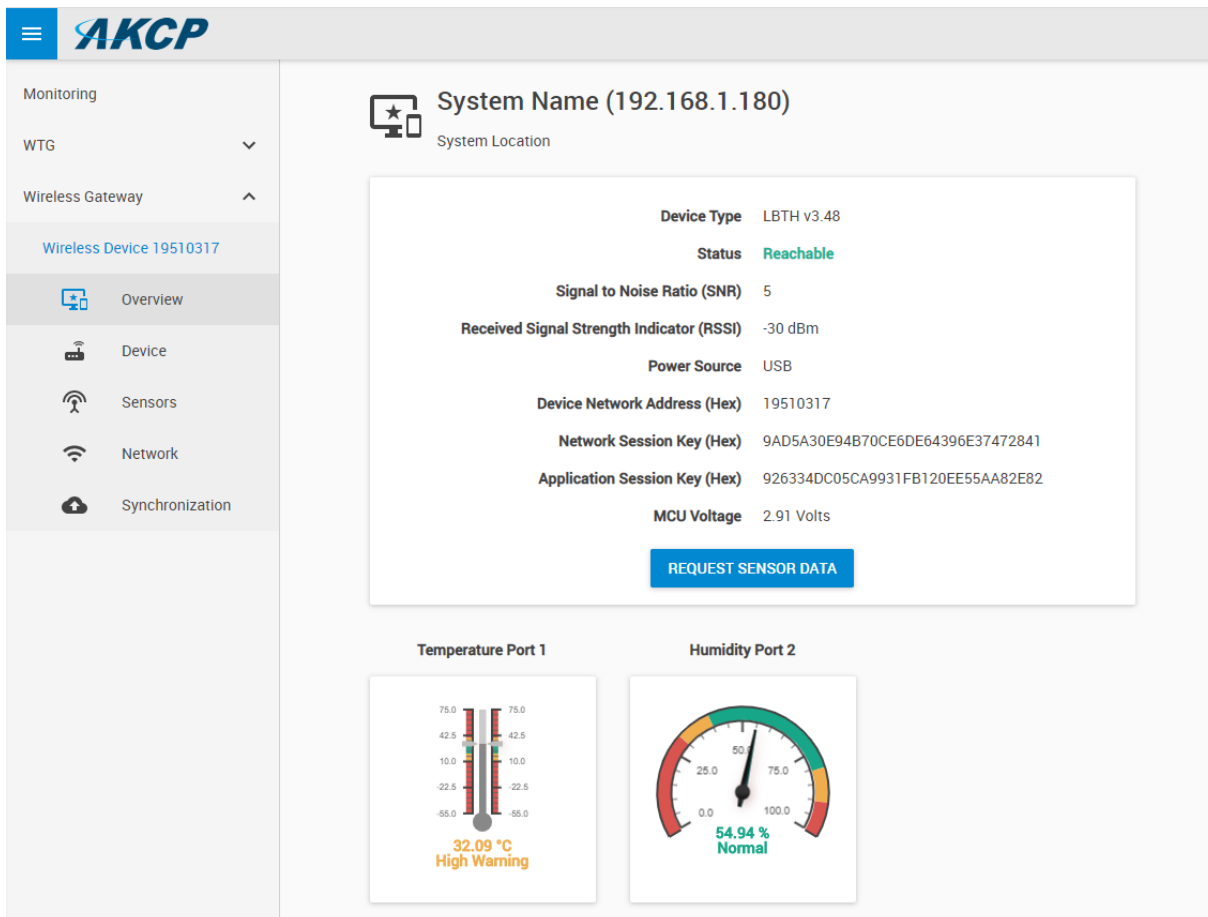 AKCP
Monitoring
WTG
Wireless Gateway
Wireless Device 19510317
Overview
Device
Sensors
Network
Synchronization
System Name (192.168.1.180)
System Location
Device Type LBTH v3.48
Status Reachable
Signal to Noise Ratio (SNR) 5
Received Signal Strength Indicator (RSSI) -30 dBm
Power Source USB
Device Network Address (Hex) 19510317
Network Session Key (Hex) 9AD5A30E94B70CE6DE64396E37472841
Application Session Key (Hex) 926334DC05CA9931FB120EE55AA82E82
MCU Voltage 2.91 Volts
REQUEST SENSOR DATA
Temperature Port 1
75.0 75.0
42.5 42.5
10.0 10.0
-22.5 -22.5
-55.0 -55.0
32.09 °C
High Warning
Humidity Port 2
50.0
25.0 75.0
0.0 100.0
54.94 %
Normal